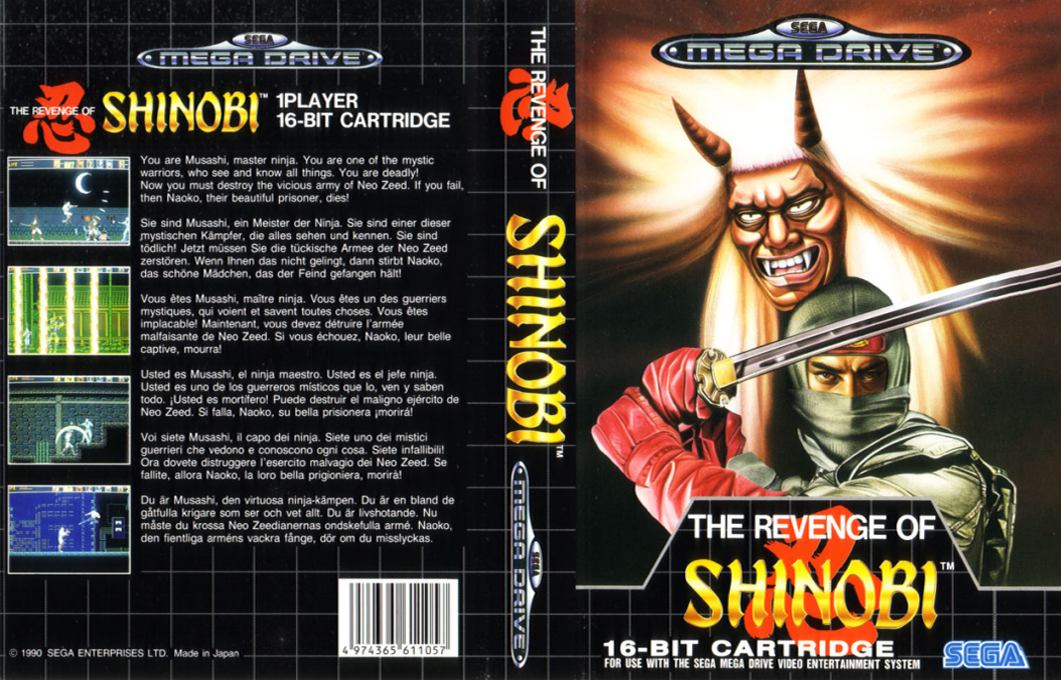 SEGA
MEGA DRIVE
THE REVENGE OF 忍 SHINOBI™
1PLAYER
16-BIT CARTRIDGE
You are Musashi, master ninja. You are one of the mystic
warriors, who see and know all things. You are deadly!
Now you must destroy the vicious army of Neo Zeed. If you fail,
then Naoko, their beautiful prisoner, dies!
Sie sind Musashi, ein Meister der Ninja. Sie sind einer dieser
mystischen Kämpfer, die alles sehen und kennen. Sie sind
tödlich! Jetzt müssen Sie die tückische Armee der Neo Zeed
zerstören. Wenn Ihnen das nicht gelingt, dann stirbt Naoko,
das schöne Mädchen, das der Feind gefangen hält!
Vous êtes Musashi, maître ninja. Vous êtes un des guerriers
mystiques, qui voient et savent toutes choses. Vous êtes
implacable! Maintenant, vous devez détruire l'armée
malfaisante de Neo Zeed. Si vous échouez, Naoko, leur belle
captive, mourra!
Usted es Musashi, el ninja maestro. Usted es el jefe ninja.
Usted es uno de los guerreros místicos que lo, ven y saben
todo. ¡Usted es mortífero! Puede destruir el maligno ejército de
Neo Zeed. Si falla, Naoko, su bella prisionera ¡morirá!
Voi siete Musashi, il capo dei ninja. Siete uno dei mistici
guerrieri che vedono e conoscono ogni cosa. Siete infallibili!
Ora dovete distruggere l'esercito malvagio dei Neo Zeed. Se
fallite, allora Naoko, la loro bella prigioniera, morirà!
Du är Musashi, den virtuosa ninja-kämpen. Du är en bland de
gåtfulla krigare som ser och vet allt. Du är livshotande. Nu
måste du krossa Neo Zeedianernas ondskefulla armé. Naoko,
den fientliga arméns vackra fånge, dör om du misslyckas.
4 974365 611057
© 1990 SEGA ENTERPRISES LTD. Made in Japan
THE REVENGE OF 忍
SHINOBI™
SEGA
MEGA DRIVE
SEGA
MEGA DRIVE
THE REVENGE OF
忍
SHINOBI™
16-BIT CARTRIDGE
FOR USE WITH THE SEGA MEGA DRIVE VIDEO ENTERTAINMENT SYSTEM
SEGA